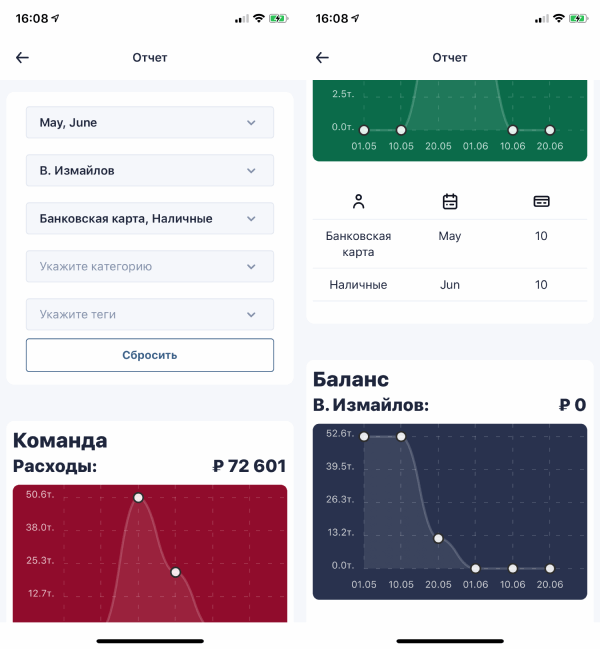 16:08
Отчет
May, June
В. Измайлов
Банковская карта, Наличные
Укажите категорию
Укажите теги
Сбросить
Команда
Расходы: ₽ 72 601
50.6т.
38.0т.
25.3т.
12.7т.
16:08
Отчет
2.5т.
0.0т.
01.05 10.05 20.05 01.06 10.06 20.06
Банковская карта May 10
Наличные Jun 10
Баланс
В. Измайлов: ₽ 0
52.6т.
39.5т.
26.3т.
13.2т.
0.0т.
01.05 10.05 20.05 01.06 10.06 20.06